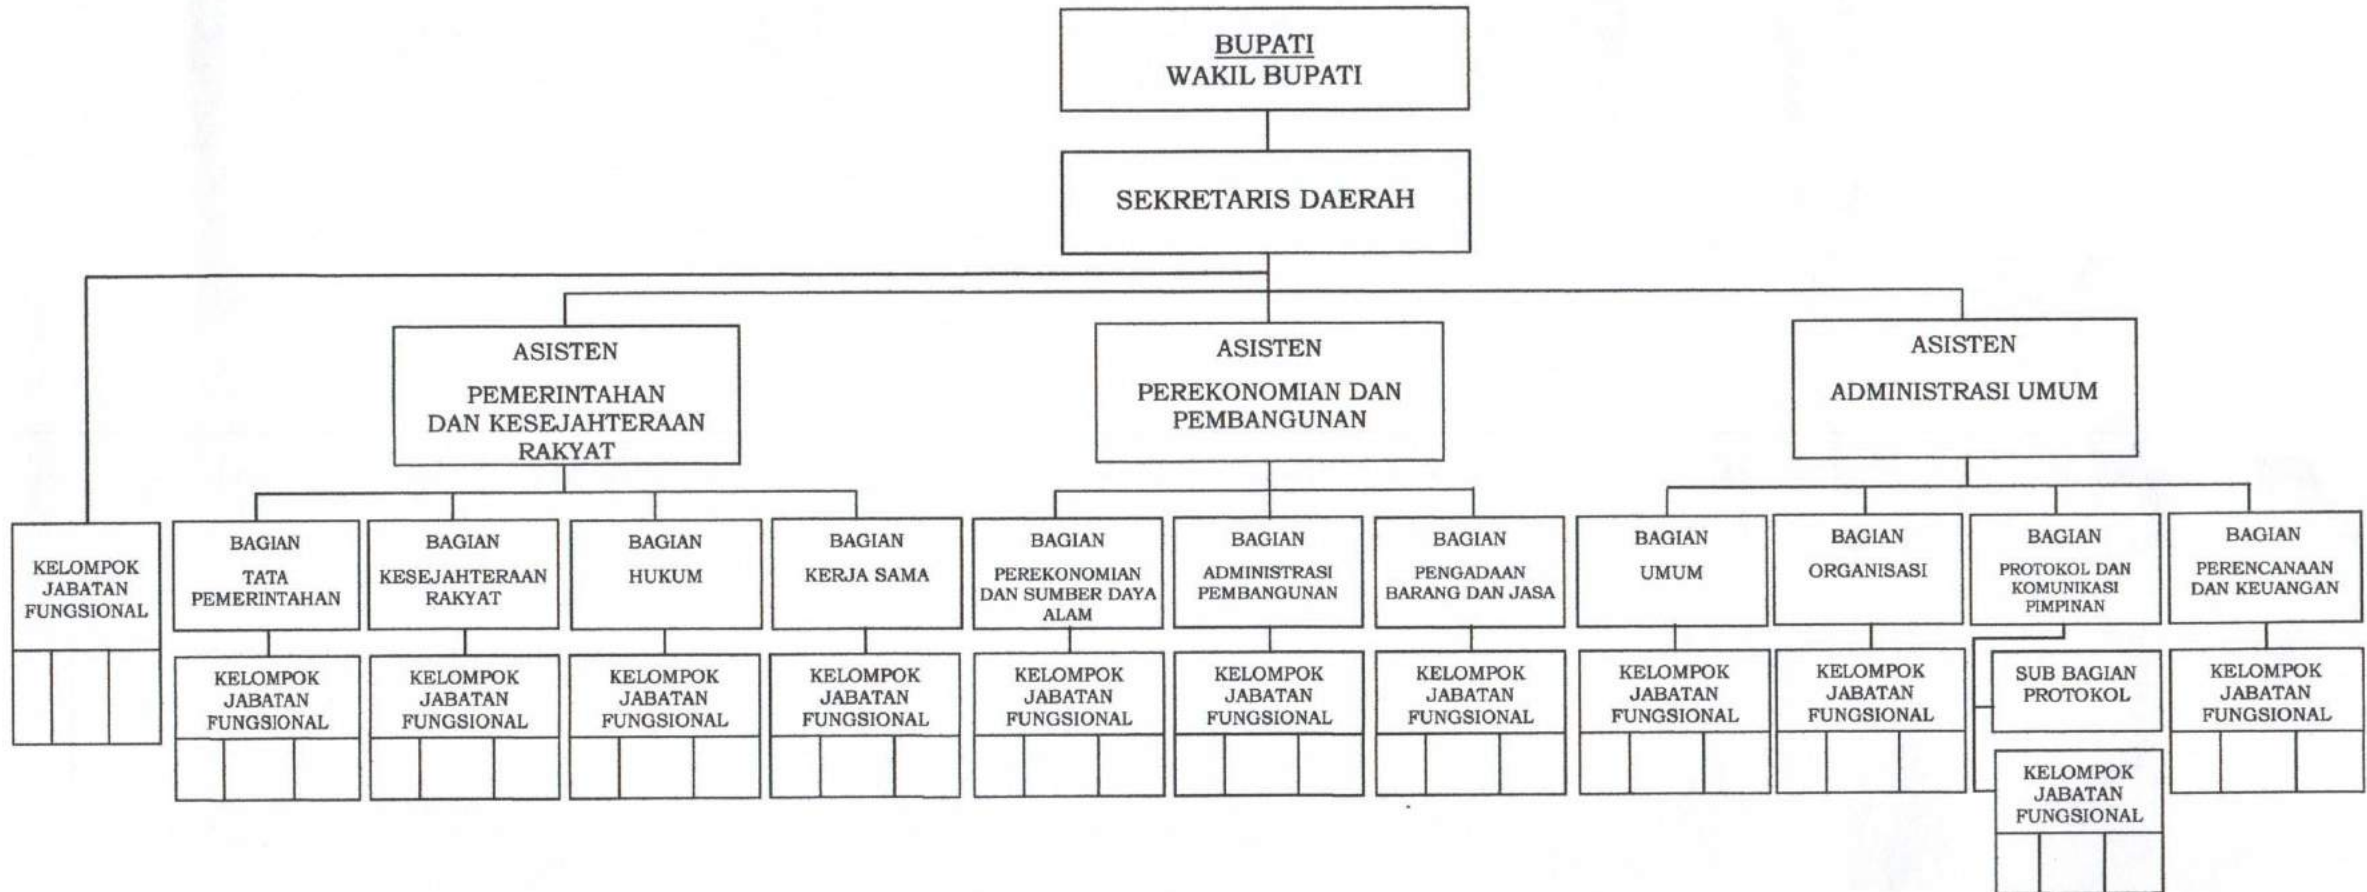 BUPATI
WAKIL BUPATI
SEKRETARIS DAERAH
ASISTEN
PEMERINTAHAN
DAN KESEJAHTERAAN
RAKYAT
ASISTEN
PEREKONOMIAN DAN
PEMBANGUNAN
ASISTEN
ADMINISTRASI UMUM
KELOMPOK
JABATAN
FUNGSIONAL
BAGIAN
TATA
PEMERINTAHAN
BAGIAN
KESEJAHTERAAN
RAKYAT
BAGIAN
HUKUM
BAGIAN
KERJA SAMA
BAGIAN
PEREKONOMIAN
DAN SUMBER DAYA
ALAM
BAGIAN
ADMINISTRASI
PEMBANGUNAN
BAGIAN
PENGADAAN
BARANG DAN JASA
BAGIAN
UMUM
BAGIAN
ORGANISASI
BAGIAN
PROTOKOL DAN
KOMUNIKASI
PIMPINAN
BAGIAN
PERENCANAAN
DAN KEUANGAN
KELOMPOK
JABATAN
FUNGSIONAL
KELOMPOK
JABATAN
FUNGSIONAL
KELOMPOK
JABATAN
FUNGSIONAL
KELOMPOK
JABATAN
FUNGSIONAL
KELOMPOK
JABATAN
FUNGSIONAL
KELOMPOK
JABATAN
FUNGSIONAL
KELOMPOK
JABATAN
FUNGSIONAL
KELOMPOK
JABATAN
FUNGSIONAL
KELOMPOK
JABATAN
FUNGSIONAL
SUB BAGIAN
PROTOKOL
KELOMPOK
JABATAN
FUNGSIONAL
KELOMPOK
JABATAN
FUNGSIONAL